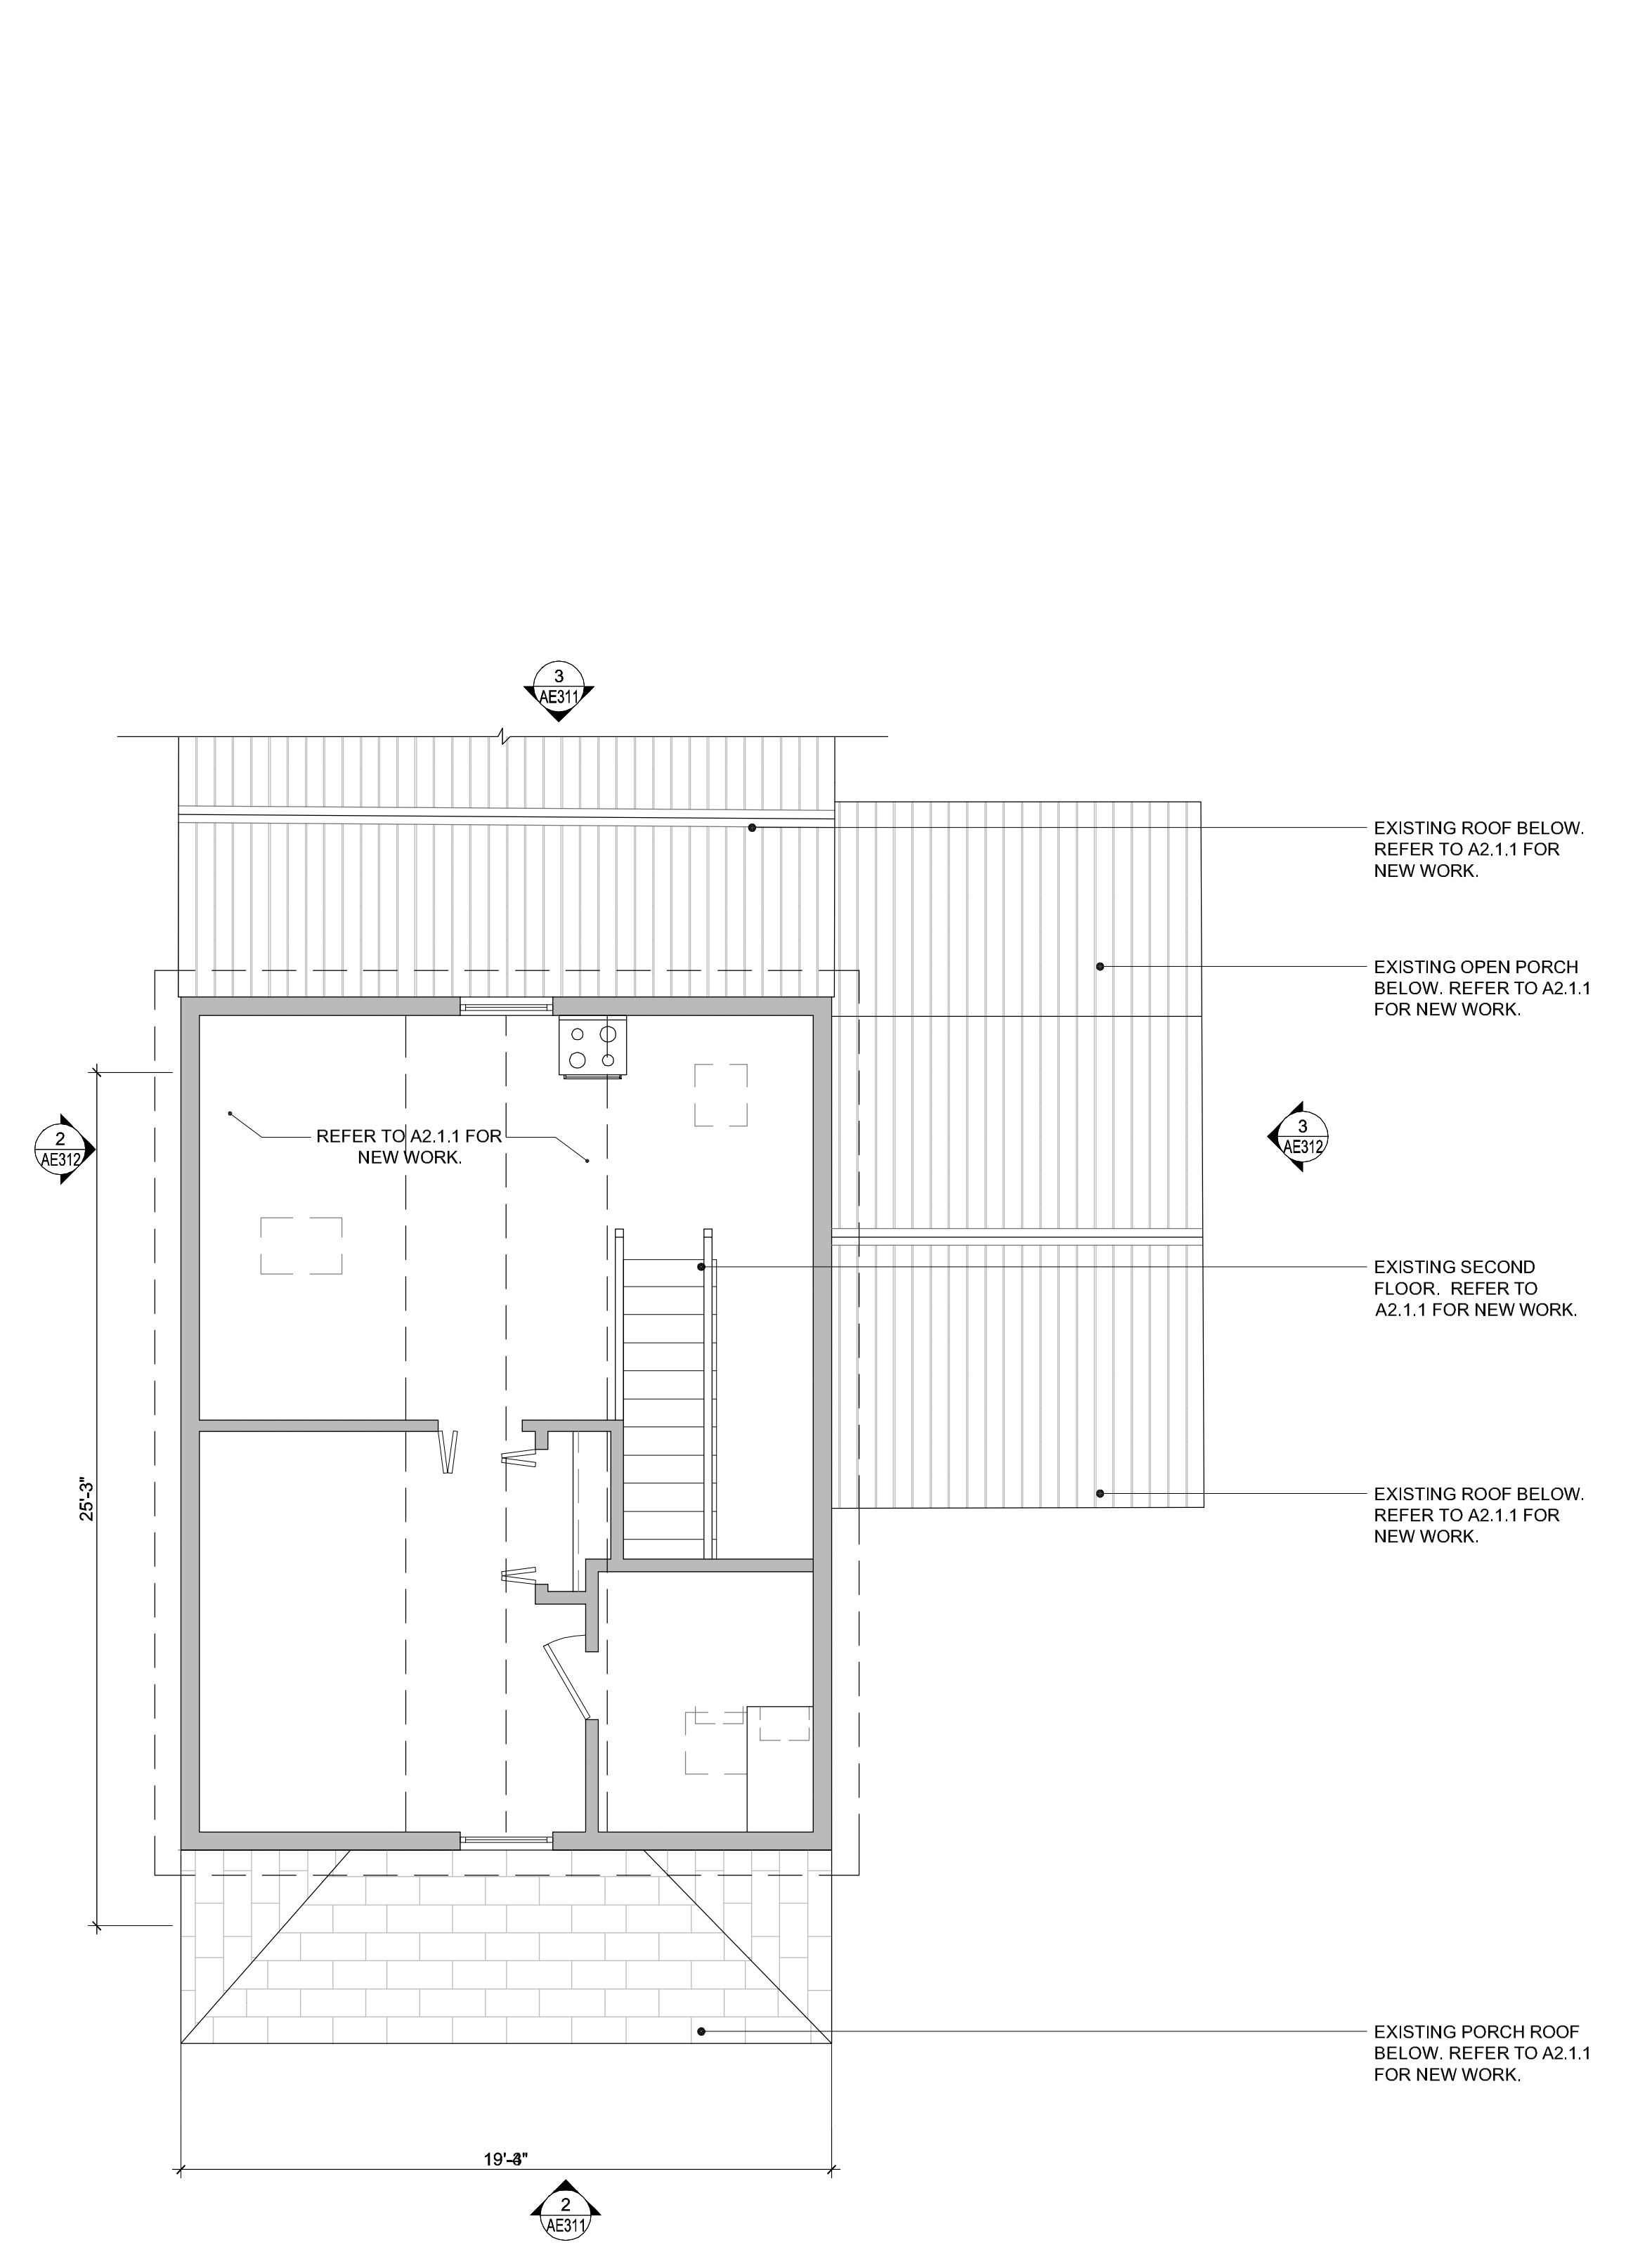 3
AE311
EXISTING ROOF BELOW.
REFER TO A2.1.1 FOR
NEW WORK.
EXISTING OPEN PORCH
BELOW. REFER TO A2.1.1
FOR NEW WORK.
REFER TO A2.1.1 FOR
NEW WORK.
2
AE312
3
AE312
EXISTING SECOND
FLOOR. REFER TO
A2.1.1 FOR NEW WORK.
25'-3"
EXISTING ROOF BELOW.
REFER TO A2.1.1 FOR
NEW WORK.
EXISTING PORCH ROOF
BELOW. REFER TO A2.1.1
FOR NEW WORK.
2
AE311